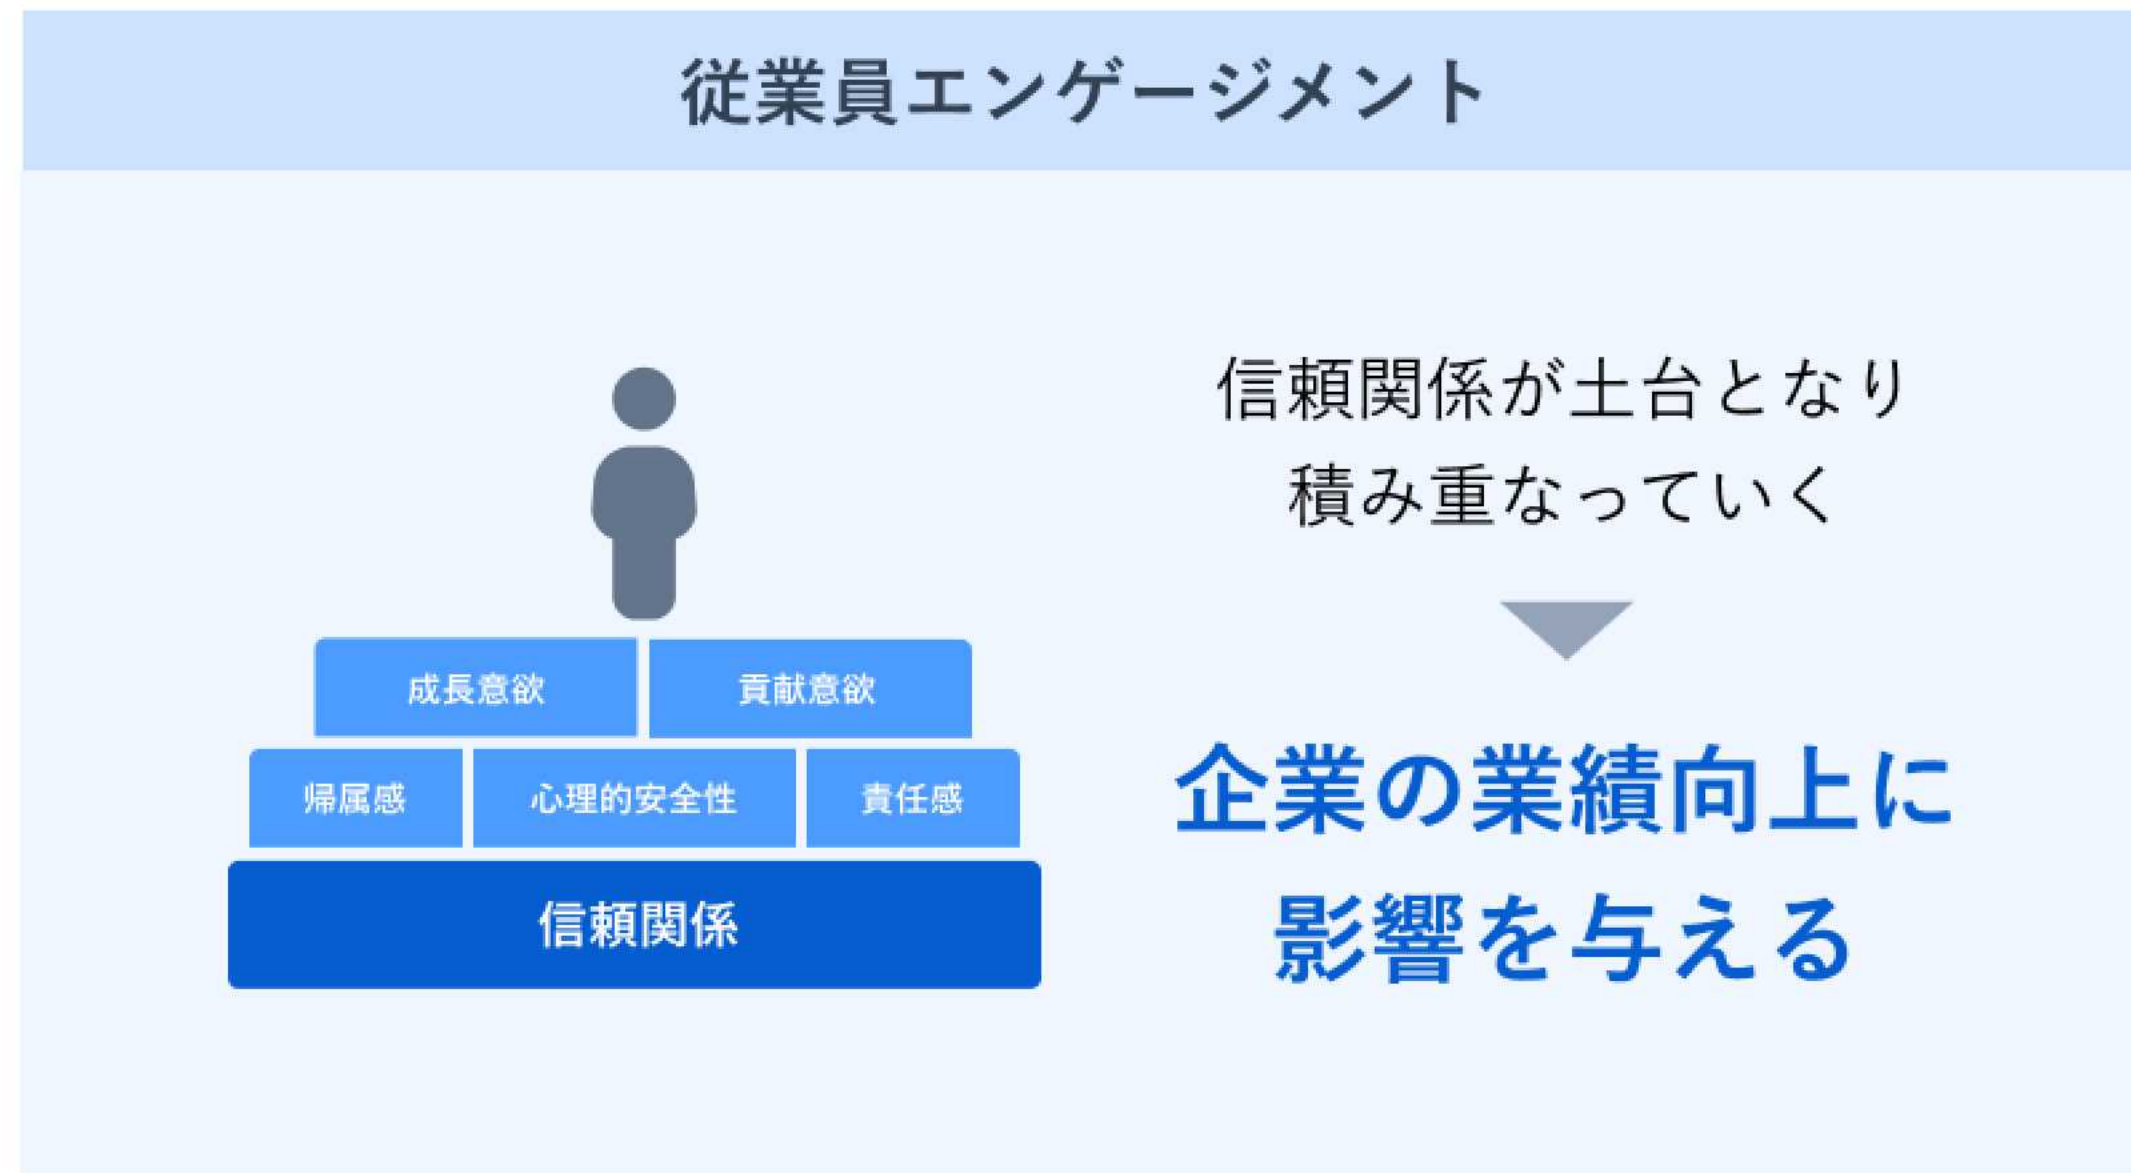 従業員エンゲージメント
信頼関係が土台となり
積み重なっていく
成長意欲
貢献意欲
帰属感
心理的安全性
責任感
信頼関係
企業の業績向上に
影響を与える